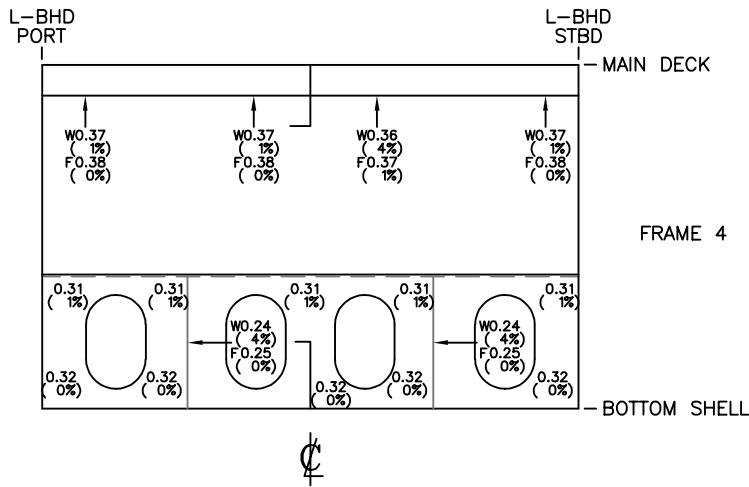 L-BHD
PORT
L-BHD
STBD
MAIN DECK
W0.37
( 1%)
F0.38
( 0%)
W0.37
( 1%)
F0.38
( 0%)
W0.36
( 4%)
F0.37
( 1%)
W0.37
( 1%)
F0.38
( 0%)
FRAME 4
0.31
( 1%)
0.31
( 1%)
0.31
( 1%)
0.31
( 1%)
0.31
( 1%)
W0.24
( 4%)
F0.25
( 0%)
W0.24
( 4%)
F0.25
( 0%)
0.32
( 0%)
0.32
( 0%)
0.32
( 0%)
0.32
( 0%)
0.32
( 0%)
BOTTOM SHELL
℄